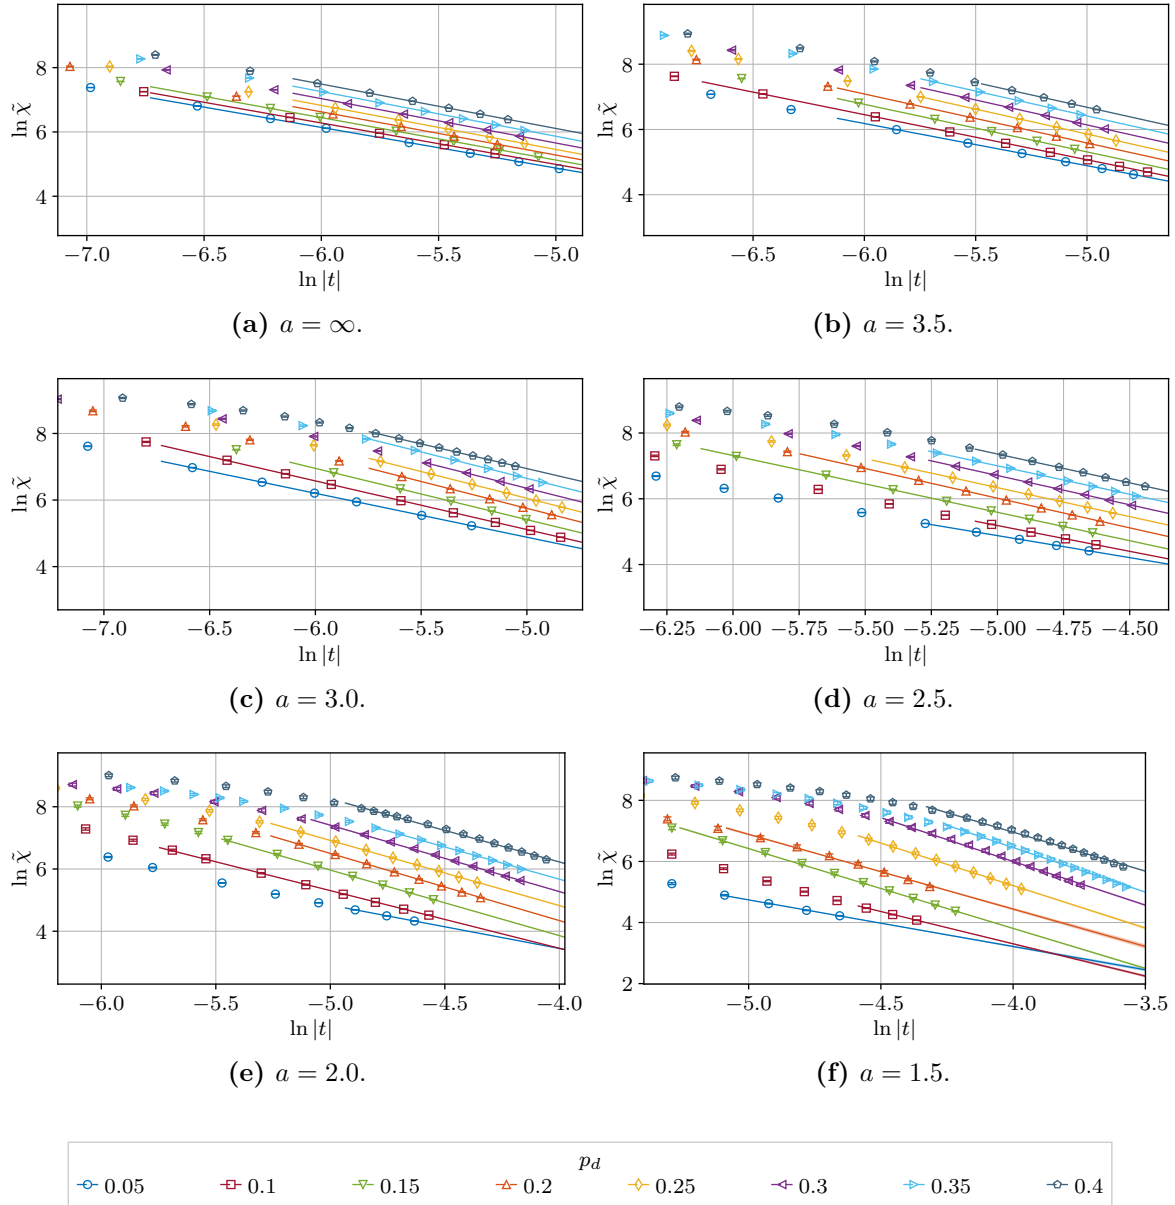 8
6
4
ln χ̃
−7.0 −6.5 −6.0 −5.5 −5.0
ln |t|
(a) a = ∞.
8
6
4
ln χ̃
−6.5 −6.0 −5.5 −5.0
ln |t|
(b) a = 3.5.
8
6
4
ln χ̃
−7.0 −6.5 −6.0 −5.5 −5.0
ln |t|
(c) a = 3.0.
8
6
4
ln χ̃
−6.25 −6.00 −5.75 −5.50 −5.25 −5.00 −4.75 −4.50
ln |t|
(d) a = 2.5.
8
6
4
ln χ̃
−6.0 −5.5 −5.0 −4.5 −4.0
ln |t|
(e) a = 2.0.
8
6
4
2
ln χ̃
−5.0 −4.5 −4.0 −3.5
ln |t|
(f) a = 1.5.
p_d
0.05 0.1 0.15 0.2 0.25 0.3 0.35 0.4